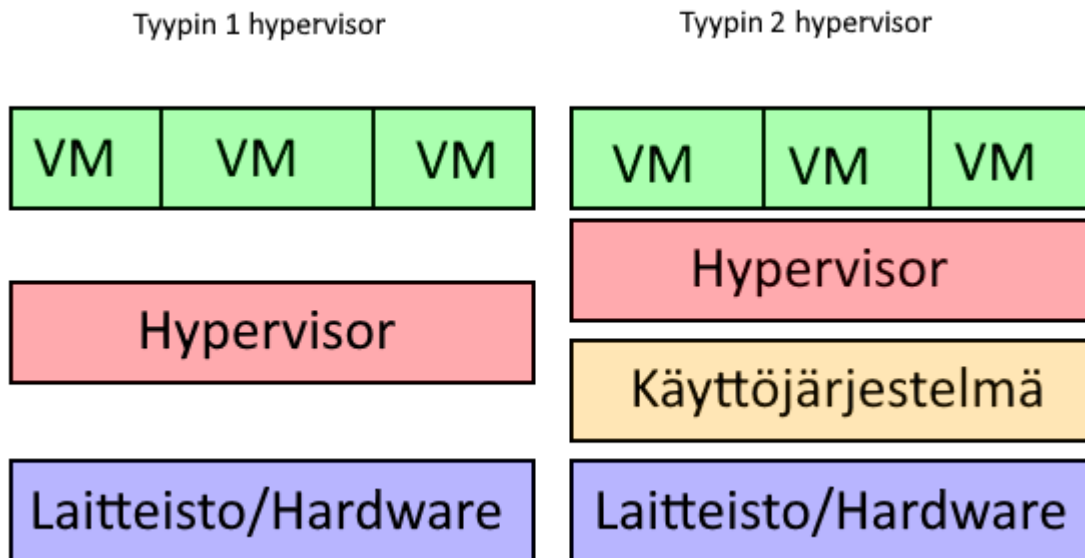 Tyypin 1 hypervisor
VM VM VM
Hypervisor
Laitteisto/Hardware
Tyypin 2 hypervisor
VM VM VM
Hypervisor
Käyttöjärjestelmä
Laitteisto/Hardware